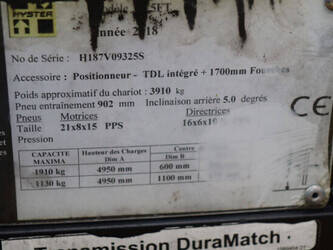 HYSTER
Année 2018
No de Série : H187V09325S
Accessoire : Positionneur - TDL intégré + 1700mm Fourches
Poids approximatif du chariot : 3910 kg
Pneu entraînement 902 mm Inclinaison arrière 5.0 degrés
Pneus Motrices Directrices
Taille 21x8x15 PPS 16x6x10
Pression
CAPACITE MAXIMA Hauteur des Charges Dim A Centre Dim B
1910 kg 4950 mm 600 mm
1130 kg 4950 mm 1100 mm
CE
Transmission DuraMatch